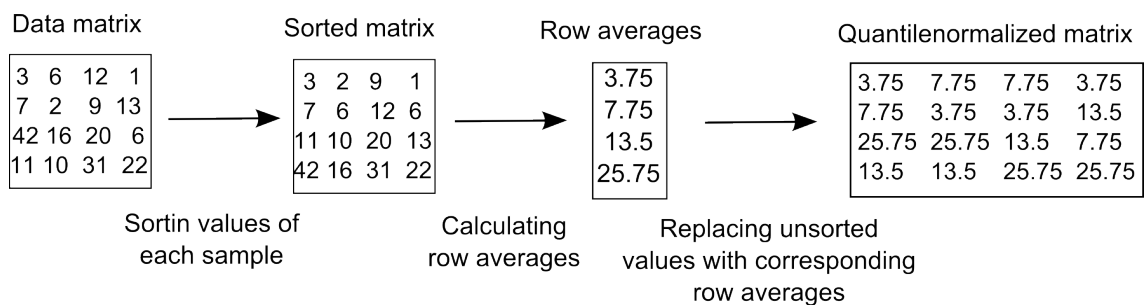 Data matrix
3 6 12 1
7 2 9 13
42 16 20 6
11 10 31 22
Sortin values of
each sample
Sorted matrix
3 2 9 1
7 6 12 6
11 10 20 13
42 16 31 22
Calculating
row averages
Row averages
3.75
7.75
13.5
25.75
Replacing unsorted
values with corresponding
row averages
Quantilenormalized matrix
3.75 7.75 7.75 3.75
7.75 3.75 3.75 13.5
25.75 25.75 13.5 7.75
13.5 13.5 25.75 25.75